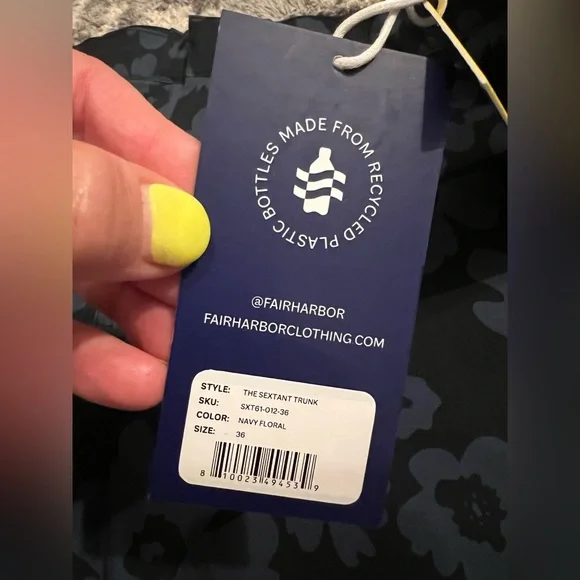 MADE FROM RECYCLED PLASTIC BOTTLES
@FAIRHARBOR
FAIRHARBORCLOTHING.COM
STYLE: THE SEXTANT TRUNK
SKU: SXT61-012-36
COLOR: NAVY FLORAL
SIZE: 36
8 10023 49453 9